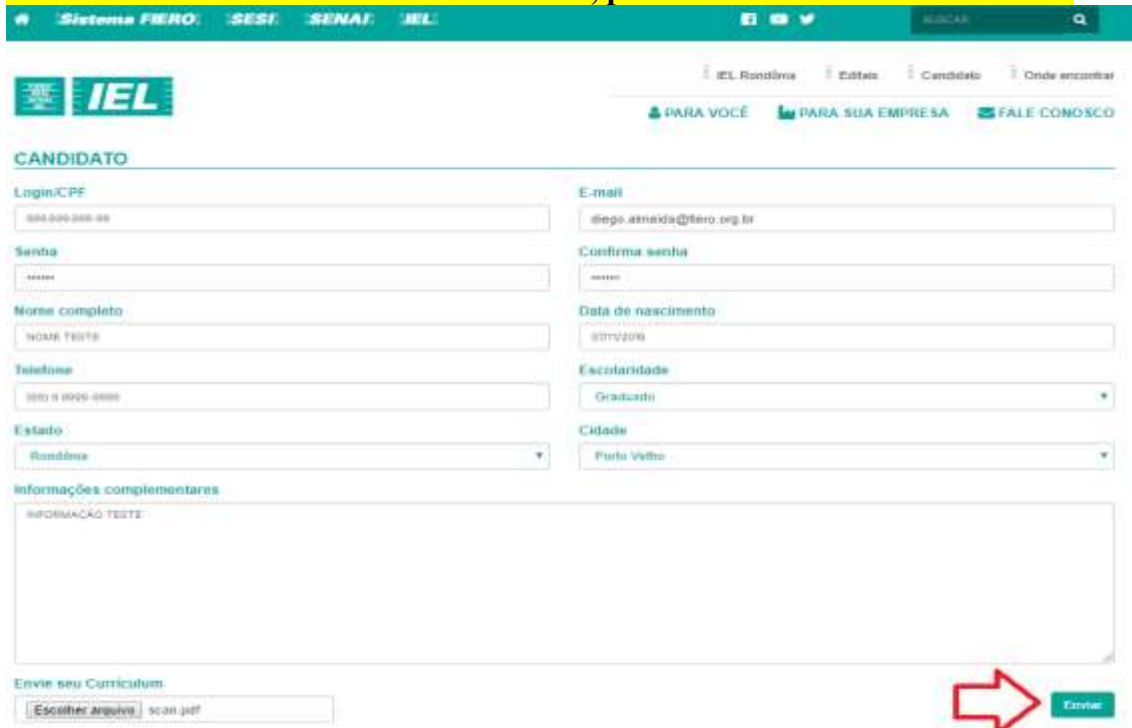 Sistema FIERO SESI SENAI IEL BUSCAR
IEL Rondônia Editais Candidato Onde encontrar
IEL
PARA VOCÊ PARA SUA EMPRESA FALE CONOSCO
CANDIDATO
Login/CPF E-mail
diego.almeida@fiero.org.br
Senha Confirma senha
Nome completo Data de nascimento
NOME TESTE
Telefone Escolaridade
Graduado
Estado Cidade
Rondônia Porto Velho
Informações complementares
INFORMAÇÃO TESTE
Envie seu Curriculum
Escolher arquivo scan.pdf Enviar